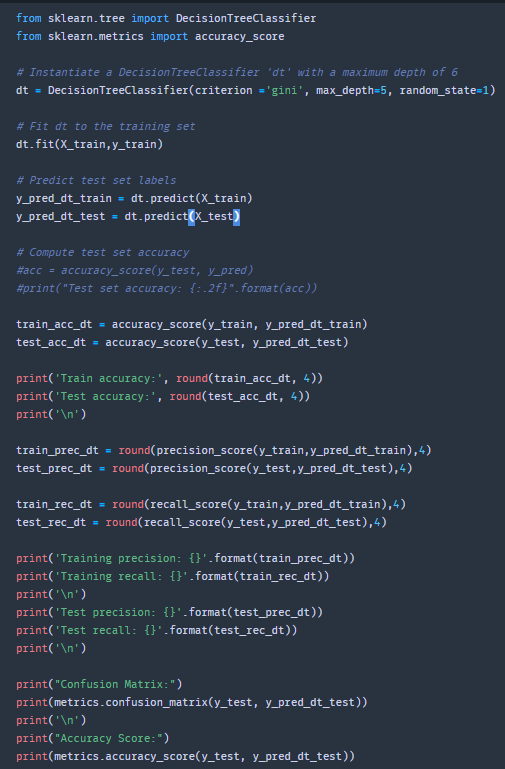 from sklearn.tree import DecisionTreeClassifier
from sklearn.metrics import accuracy_score
# Instantiate a DecisionTreeClassifier 'dt' with a maximum depth of 6
dt = DecisionTreeClassifier(criterion ='gini', max_depth=5, random_state=1)
# Fit dt to the training set
dt.fit(X_train,y_train)
# Predict test set labels
y_pred_dt_train = dt.predict(X_train)
y_pred_dt_test = dt.predict(X_test)
# Compute test set accuracy
#acc = accuracy_score(y_test, y_pred)
#print("Test set accuracy: {:.2f}".format(acc))
train_acc_dt = accuracy_score(y_train, y_pred_dt_train)
test_acc_dt = accuracy_score(y_test, y_pred_dt_test)
print('Train accuracy:', round(train_acc_dt, 4))
print('Test accuracy:', round(test_acc_dt, 4))
print('\n')
train_prec_dt = round(precision_score(y_train,y_pred_dt_train),4)
test_prec_dt = round(precision_score(y_test,y_pred_dt_test),4)
train_rec_dt = round(recall_score(y_train,y_pred_dt_train),4)
test_rec_dt = round(recall_score(y_test,y_pred_dt_test),4)
print('Training precision: {}'.format(train_prec_dt))
print('Training recall: {}'.format(train_rec_dt))
print('\n')
print('Test precision: {}'.format(test_prec_dt))
print('Test recall: {}'.format(test_rec_dt))
print('\n')
print("Confusion Matrix:")
print(metrics.confusion_matrix(y_test, y_pred_dt_test))
print('\n')
print("Accuracy Score:")
print(metrics.accuracy_score(y_test, y_pred_dt_test))